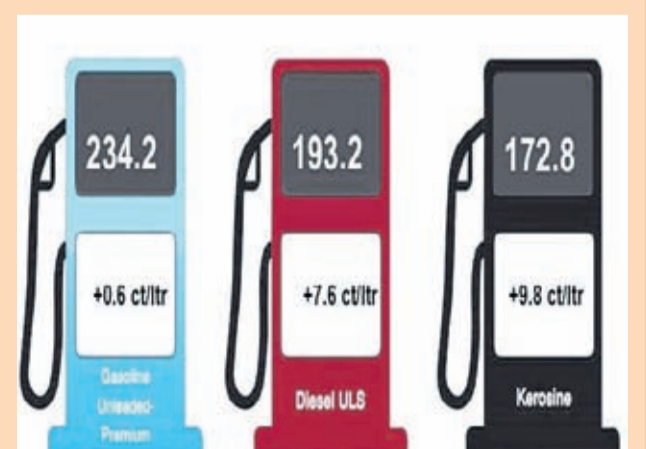 234.2
+0.6 ct/ltr
Gasoline
Unleaded-
Premium
193.2
+7.6 ct/ltr
Diesel ULS
172.8
+9.8 ct/ltr
Kerosine